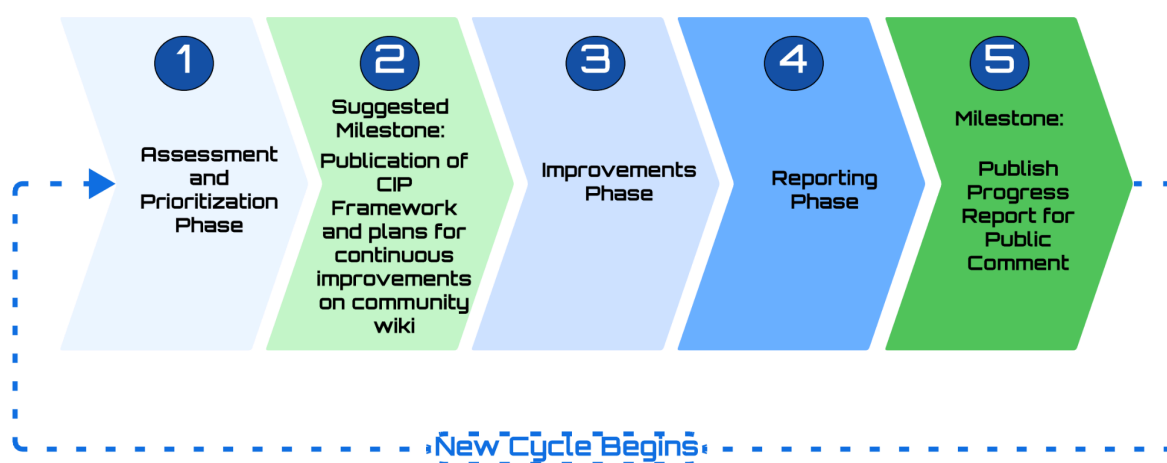 1
Assessment
and
Prioritization
Phase
2
Suggested
Milestone:
Publication of
CIP
Framework
and plans for
continuous
improvements
on community
wiki
3
Improvements
Phase
4
Reporting
Phase
5
Milestone:
Publish
Progress
Report for
Public
Comment
New Cycle Begins